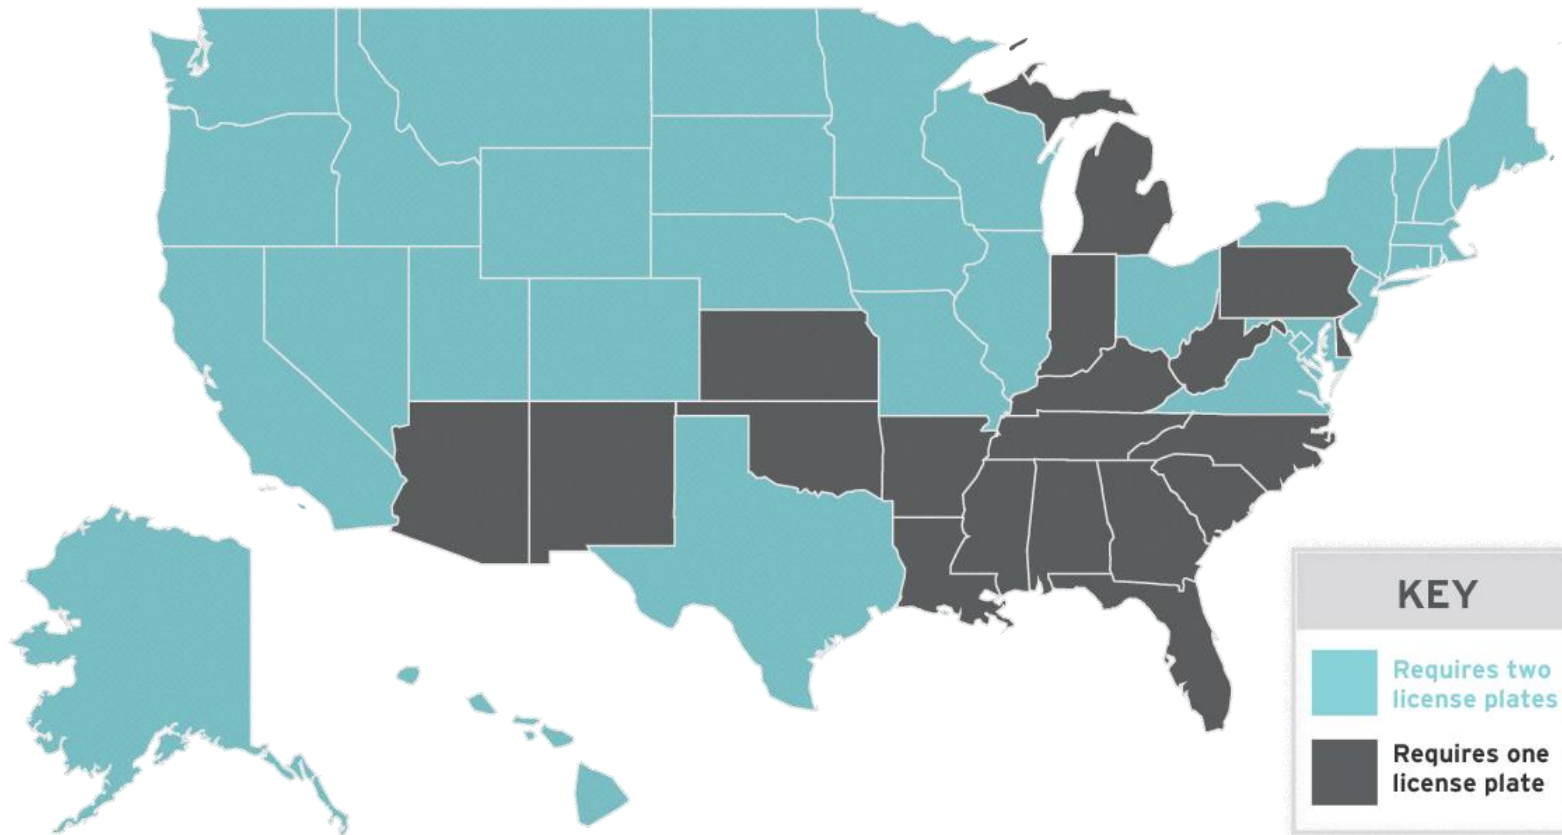 KEY
Requires two
license plates
Requires one
license plate